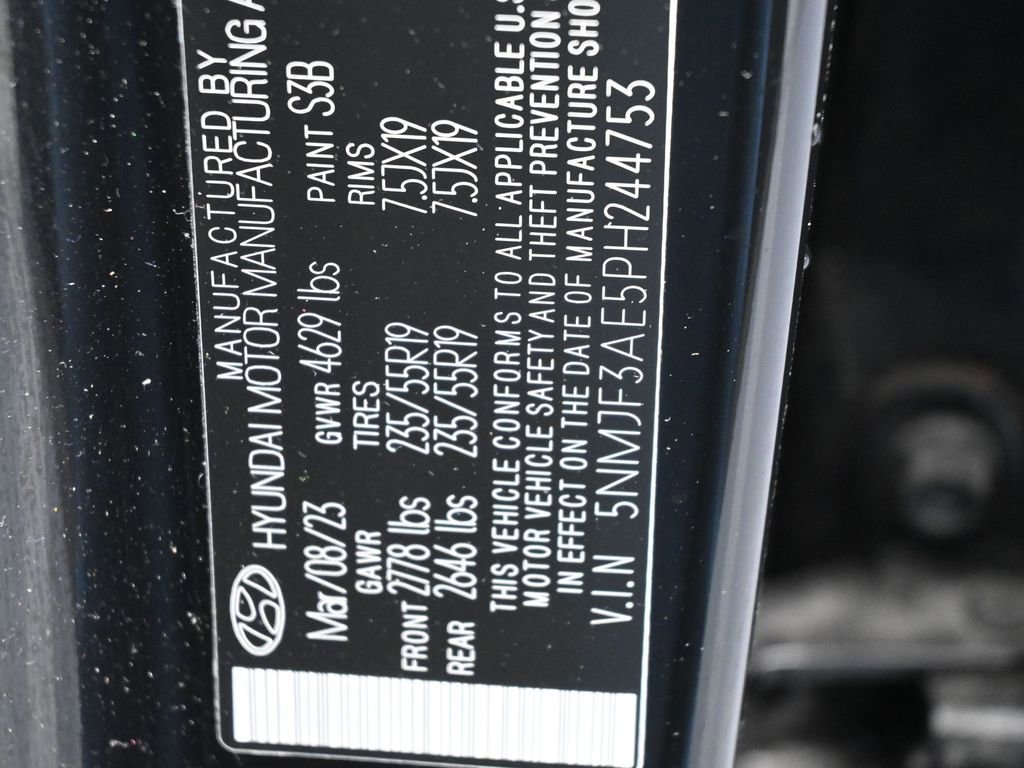 MANUFACTURED BY
HYUNDAI MOTOR MANUFACTURING A
Mar/08/23 GVWR 4629 lbs PAINT S3B
GAWR TIRES RIMS
FRONT 2778 lbs 235/55R19 7.5JX19
REAR 2646 lbs 235/55R19 7.5JX19
THIS VEHICLE CONFORMS TO ALL APPLICABLE U.S
MOTOR VEHICLE SAFETY AND THEFT PREVENTION
IN EFFECT ON THE DATE OF MANUFACTURE SHO
V.I.N 5NMJF3AE5PH244753